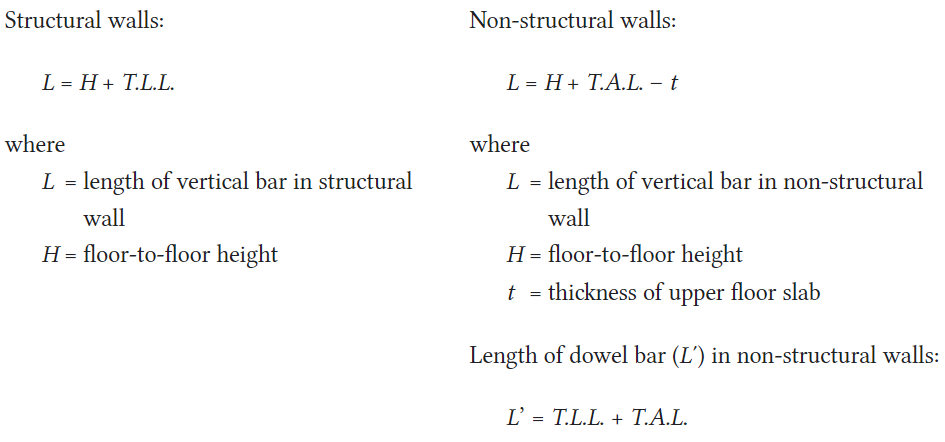 Structural walls:
L = H + T.L.L.
where
L = length of vertical bar in structural
wall
H = floor-to-floor height
Non-structural walls:
L = H + T.A.L. − t
where
L = length of vertical bar in non-structural
wall
H = floor-to-floor height
t = thickness of upper floor slab
Length of dowel bar (L′) in non-structural walls:
L’ = T.L.L. + T.A.L.